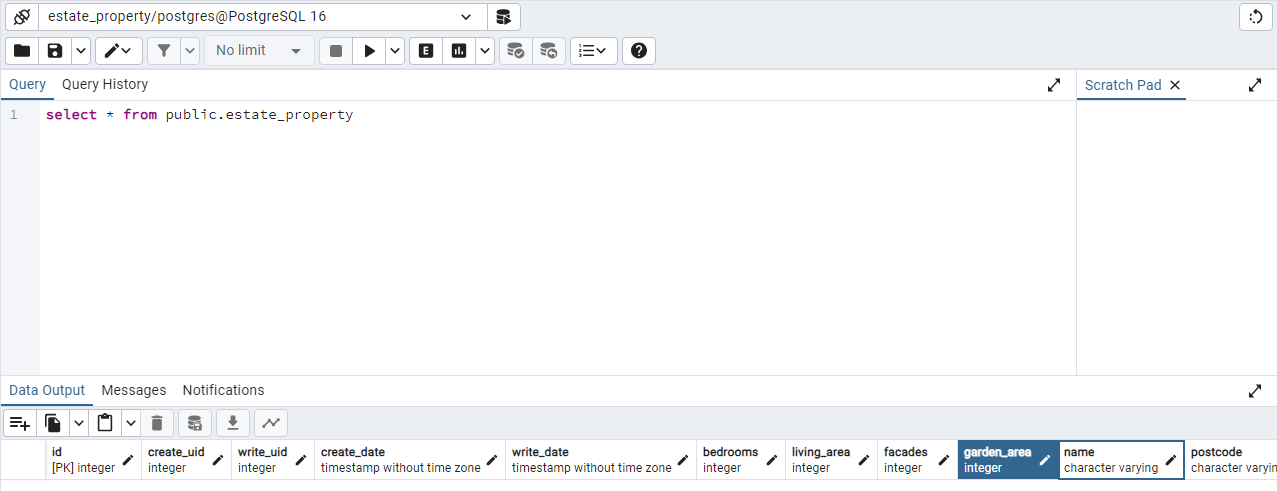 estate_property/postgres@PostgreSQL 16
No limit
E
Query Query History Scratch Pad
1 select * from public.estate_property
Data Output Messages Notifications
id create_uid write_uid create_date write_date bedrooms living_area facades garden_area name postcode
[PK] integer integer integer timestamp without time zone timestamp without time zone integer integer integer integer character varying character varyin